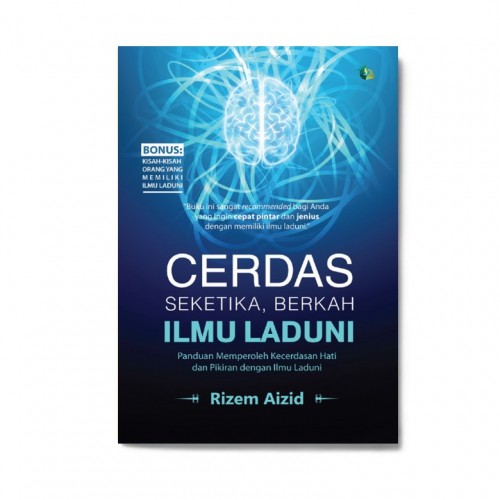 BONUS:
KISAH-KISAH
ORANG YANG
MEMILIKI
ILMU LADUNI
"Buku ini sangat recommended bagi Anda
yang ingin cepat pintar dan jenius
dengan memiliki ilmu laduni."
CERDAS
SEKETIKA, BERKAH
ILMU LADUNI
Panduan Memperoleh Kecerdasan Hati
dan Pikiran dengan Ilmu Laduni
Rizem Aizid